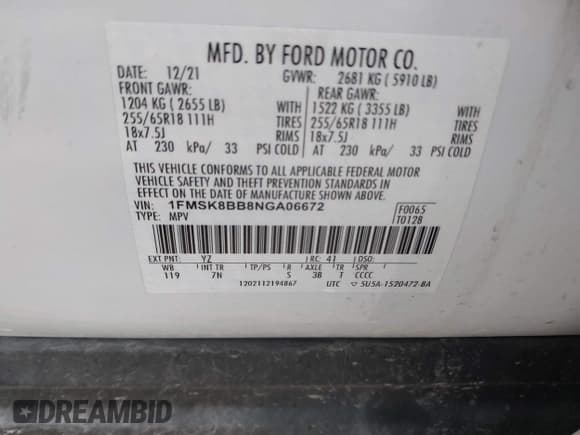 MFD. BY FORD MOTOR CO.
DATE: 12/21 GVWR: 2681 KG ( 5910 LB)
FRONT GAWR: REAR GAWR:
1204 KG ( 2655 LB) WITH 1522 KG ( 3355 LB) WITH
255/65R18 111H TIRES 255/65R18 111H TIRES
18x7.5J RIMS 18x7.5J RIMS
AT 230 kPa/ 33 PSI COLD AT 230 kPa/ 33 PSI COLD
THIS VEHICLE CONFORMS TO ALL APPLICABLE FEDERAL MOTOR
VEHICLE SAFETY AND THEFT PREVENTION STANDARDS IN
EFFECT ON THE DATE OF MANUFACTURE SHOWN ABOVE.
VIN: 1FMSK8BB8NGA06672 F0065
TYPE: MPV T0128
EXT PNT: YZ RC: 41 DSO:
WB INT TR TP/PS R AXLE TR SPR
119 7N S 3B T CCCC
1202112194867 UTC ▽ 5U5A-1520472-BA
DREAMBID